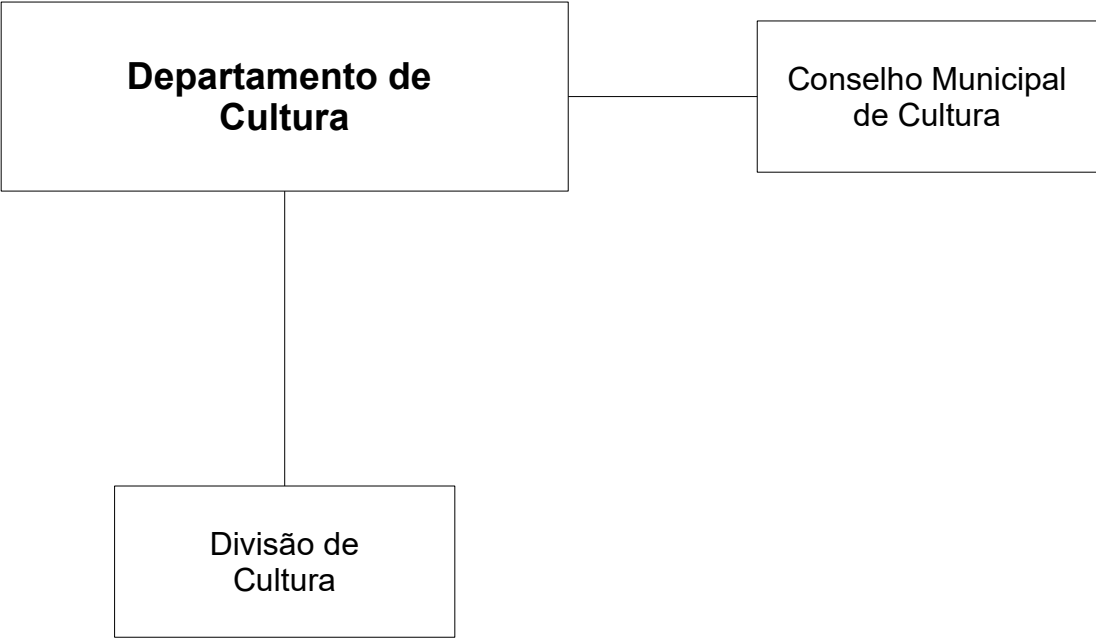 Departamento de
Cultura
Conselho Municipal
de Cultura
Divisão de
Cultura